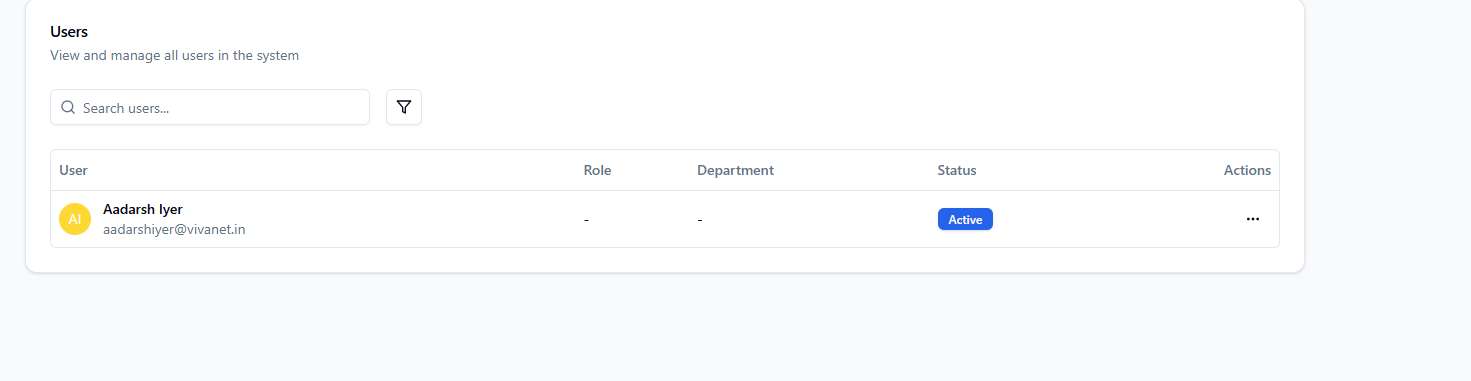 Users
View and manage all users in the system
Search users...
User Role Department Status Actions
AI Aadarsh Iyer - - Active ...
aadarshiyer@vivanet.in